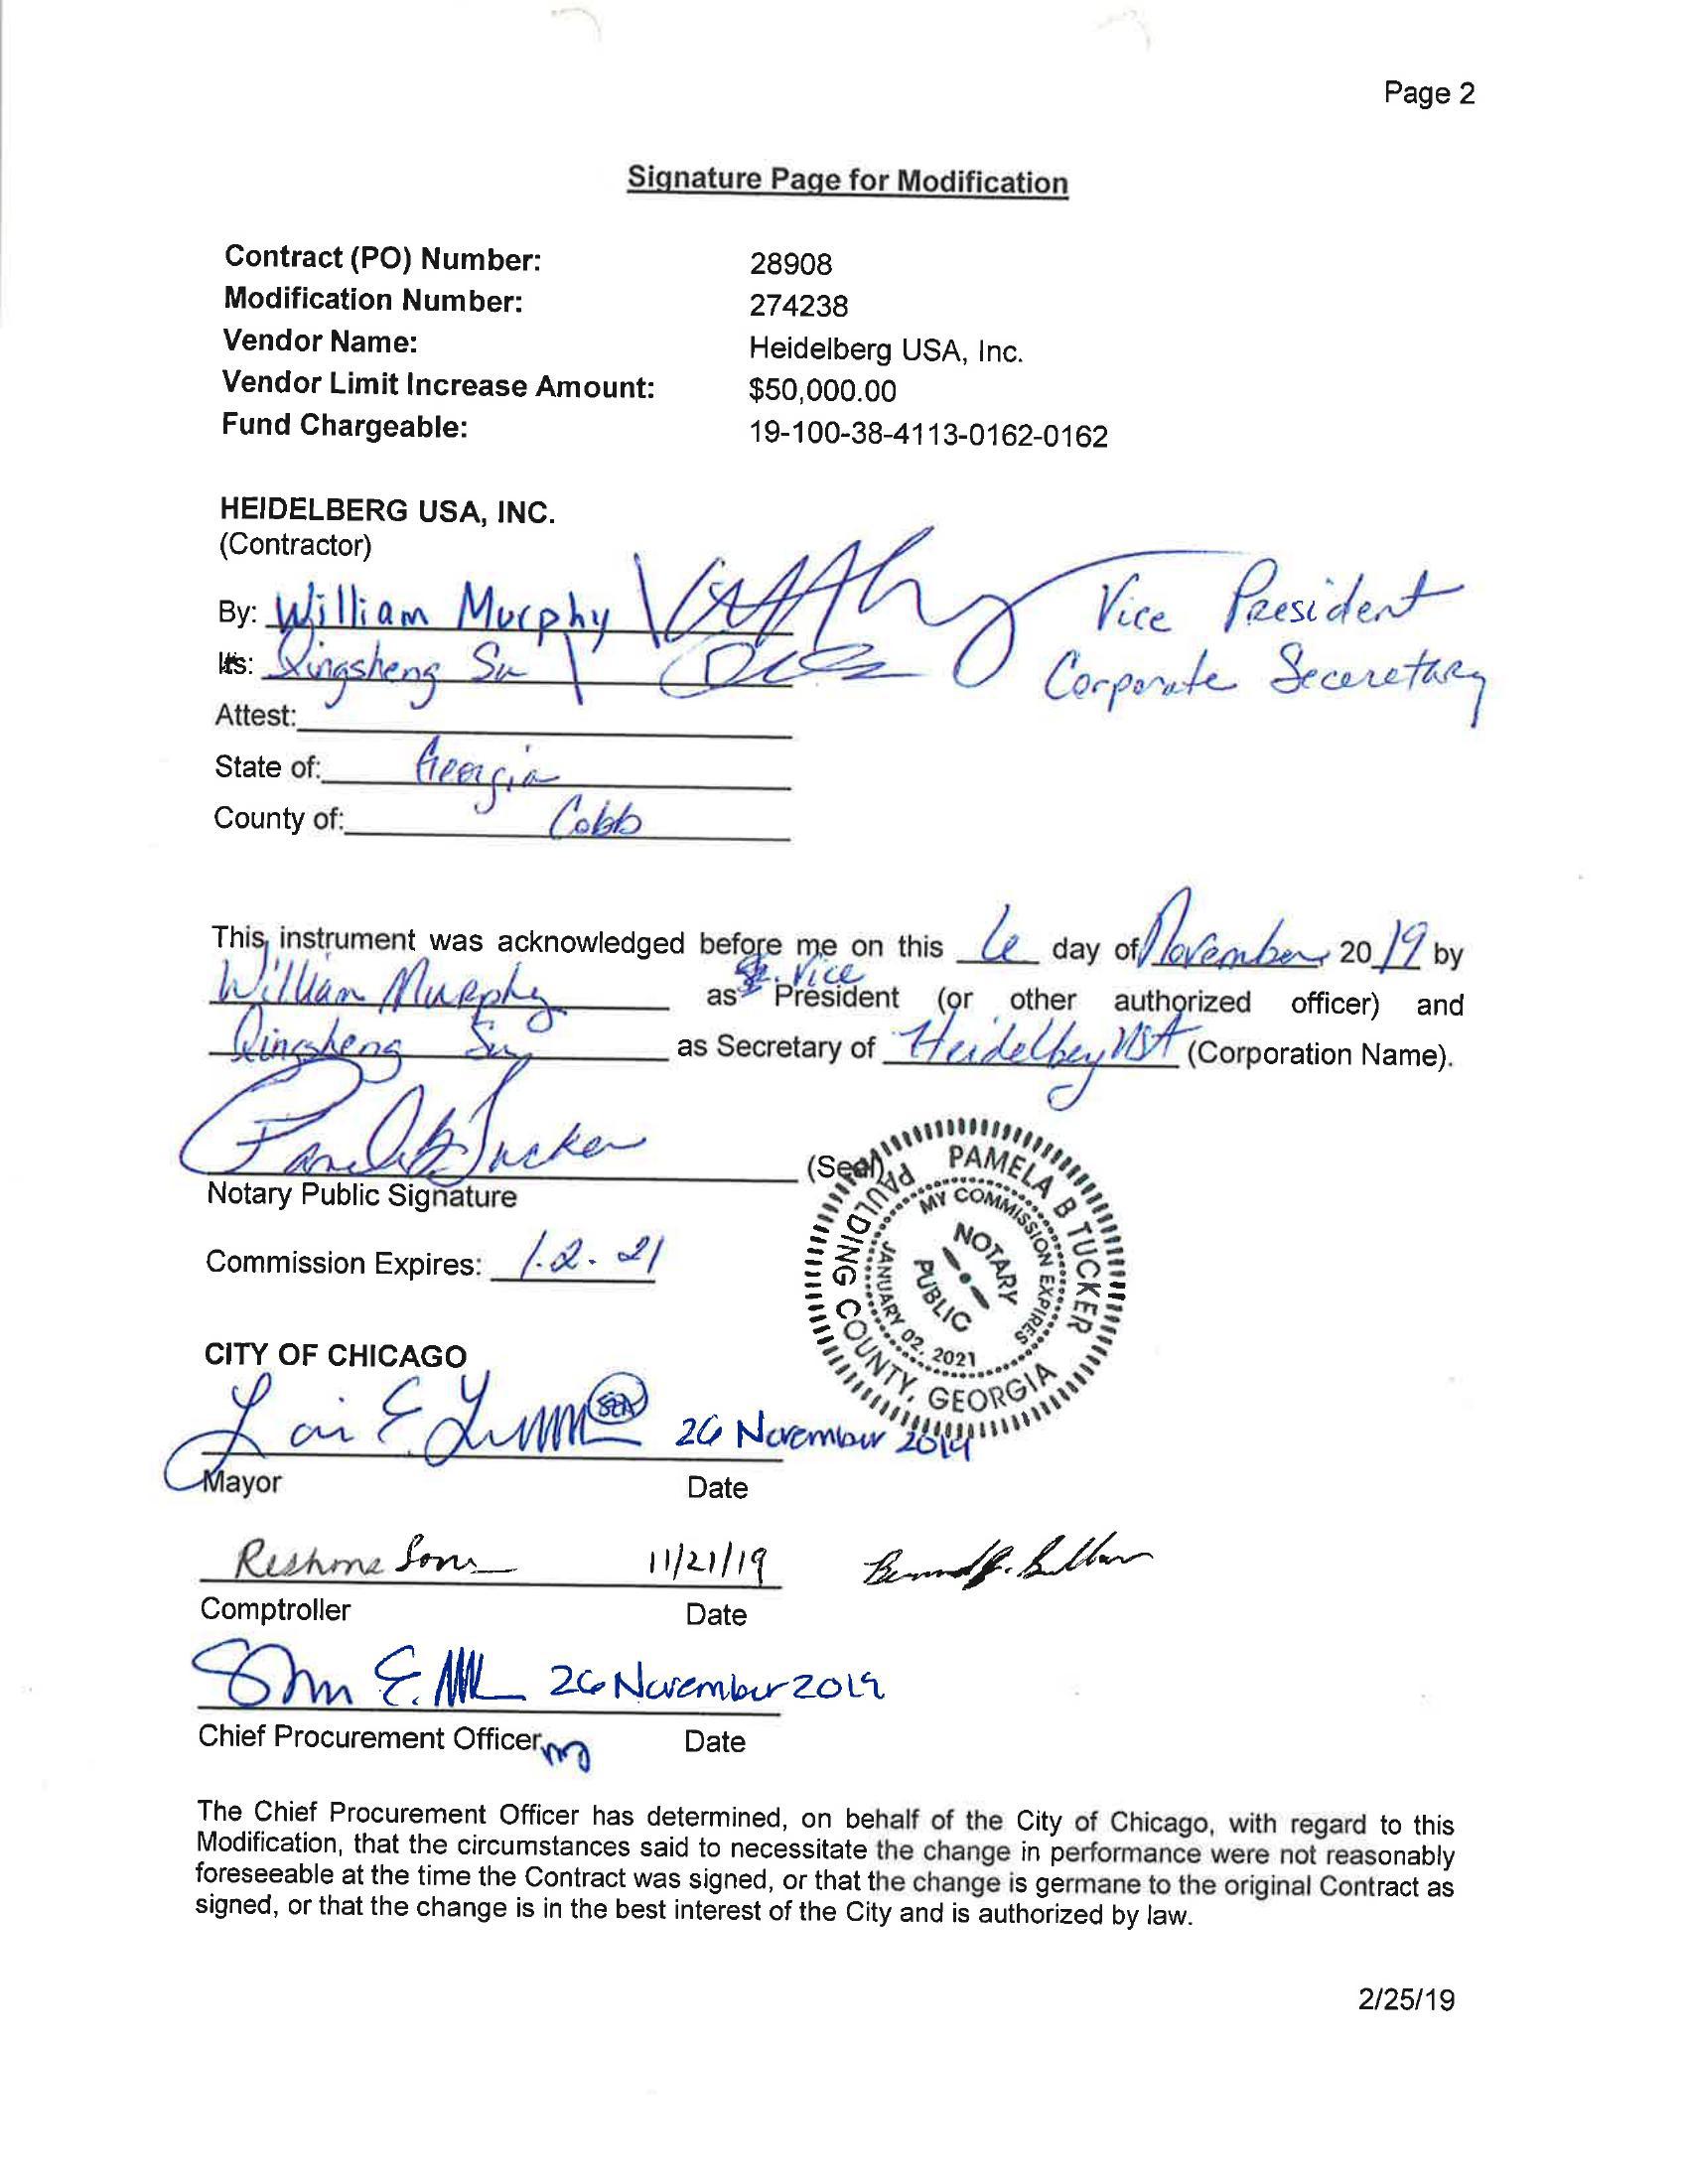 Page 2
Signature Page for Modification
Contract (PO) Number: 28908
Modification Number: 274238
Vendor Name: Heidelberg USA, Inc.
Vendor Limit Increase Amount: $50,000.00
Fund Chargeable: 19-100-38-4113-0162-0162
HEIDELBERG USA, INC.
(Contractor)
By: William Murphy Vice President
Its: Qingsheng Su Corporate Seceretary
Attest:
State of: Georgia
County of: Cobb
This instrument was acknowledged before me on this 6 day of November 2019 by
William Murphy as Sr. Vice President (or other authorized officer) and
Qingsheng Su as Secretary of Heidelberg USA (Corporation Name).
Pamela B Tucker (Seal)
Notary Public Signature
Commission Expires: 1.2.21
PAMELA B TUCKER
PAULDING COUNTY, GEORGIA
MY COMMISSION EXPIRES
JANUARY 02, 2021
NOTARY
PUBLIC
CITY OF CHICAGO
26 November 2019
Mayor Date
Reshma Soni 11/21/19
Comptroller Date
26 November 2019
Chief Procurement Officer Date
The Chief Procurement Officer has determined, on behalf of the City of Chicago, with regard to this
Modification, that the circumstances said to necessitate the change in performance were not reasonably
foreseeable at the time the Contract was signed, or that the change is germane to the original Contract as
signed, or that the change is in the best interest of the City and is authorized by law.
2/25/19